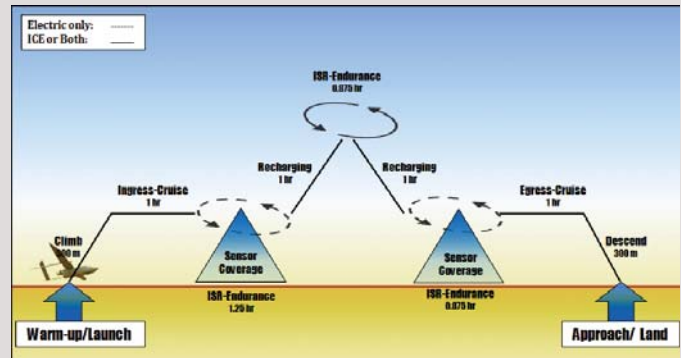 Electric only:
ICE or Both:
ISR-Endurance
0.875 hr
Recharging
1 hr
Recharging
1 hr
Ingress-Cruise
1 hr
Egress-Cruise
1 hr
Climb
300 m
Sensor
Coverage
Sensor
Coverage
Descend
300 m
ISR-Endurance
1.25 hr
ISR-Endurance
0.875 hr
Warm-up/Launch
Approach/ Land